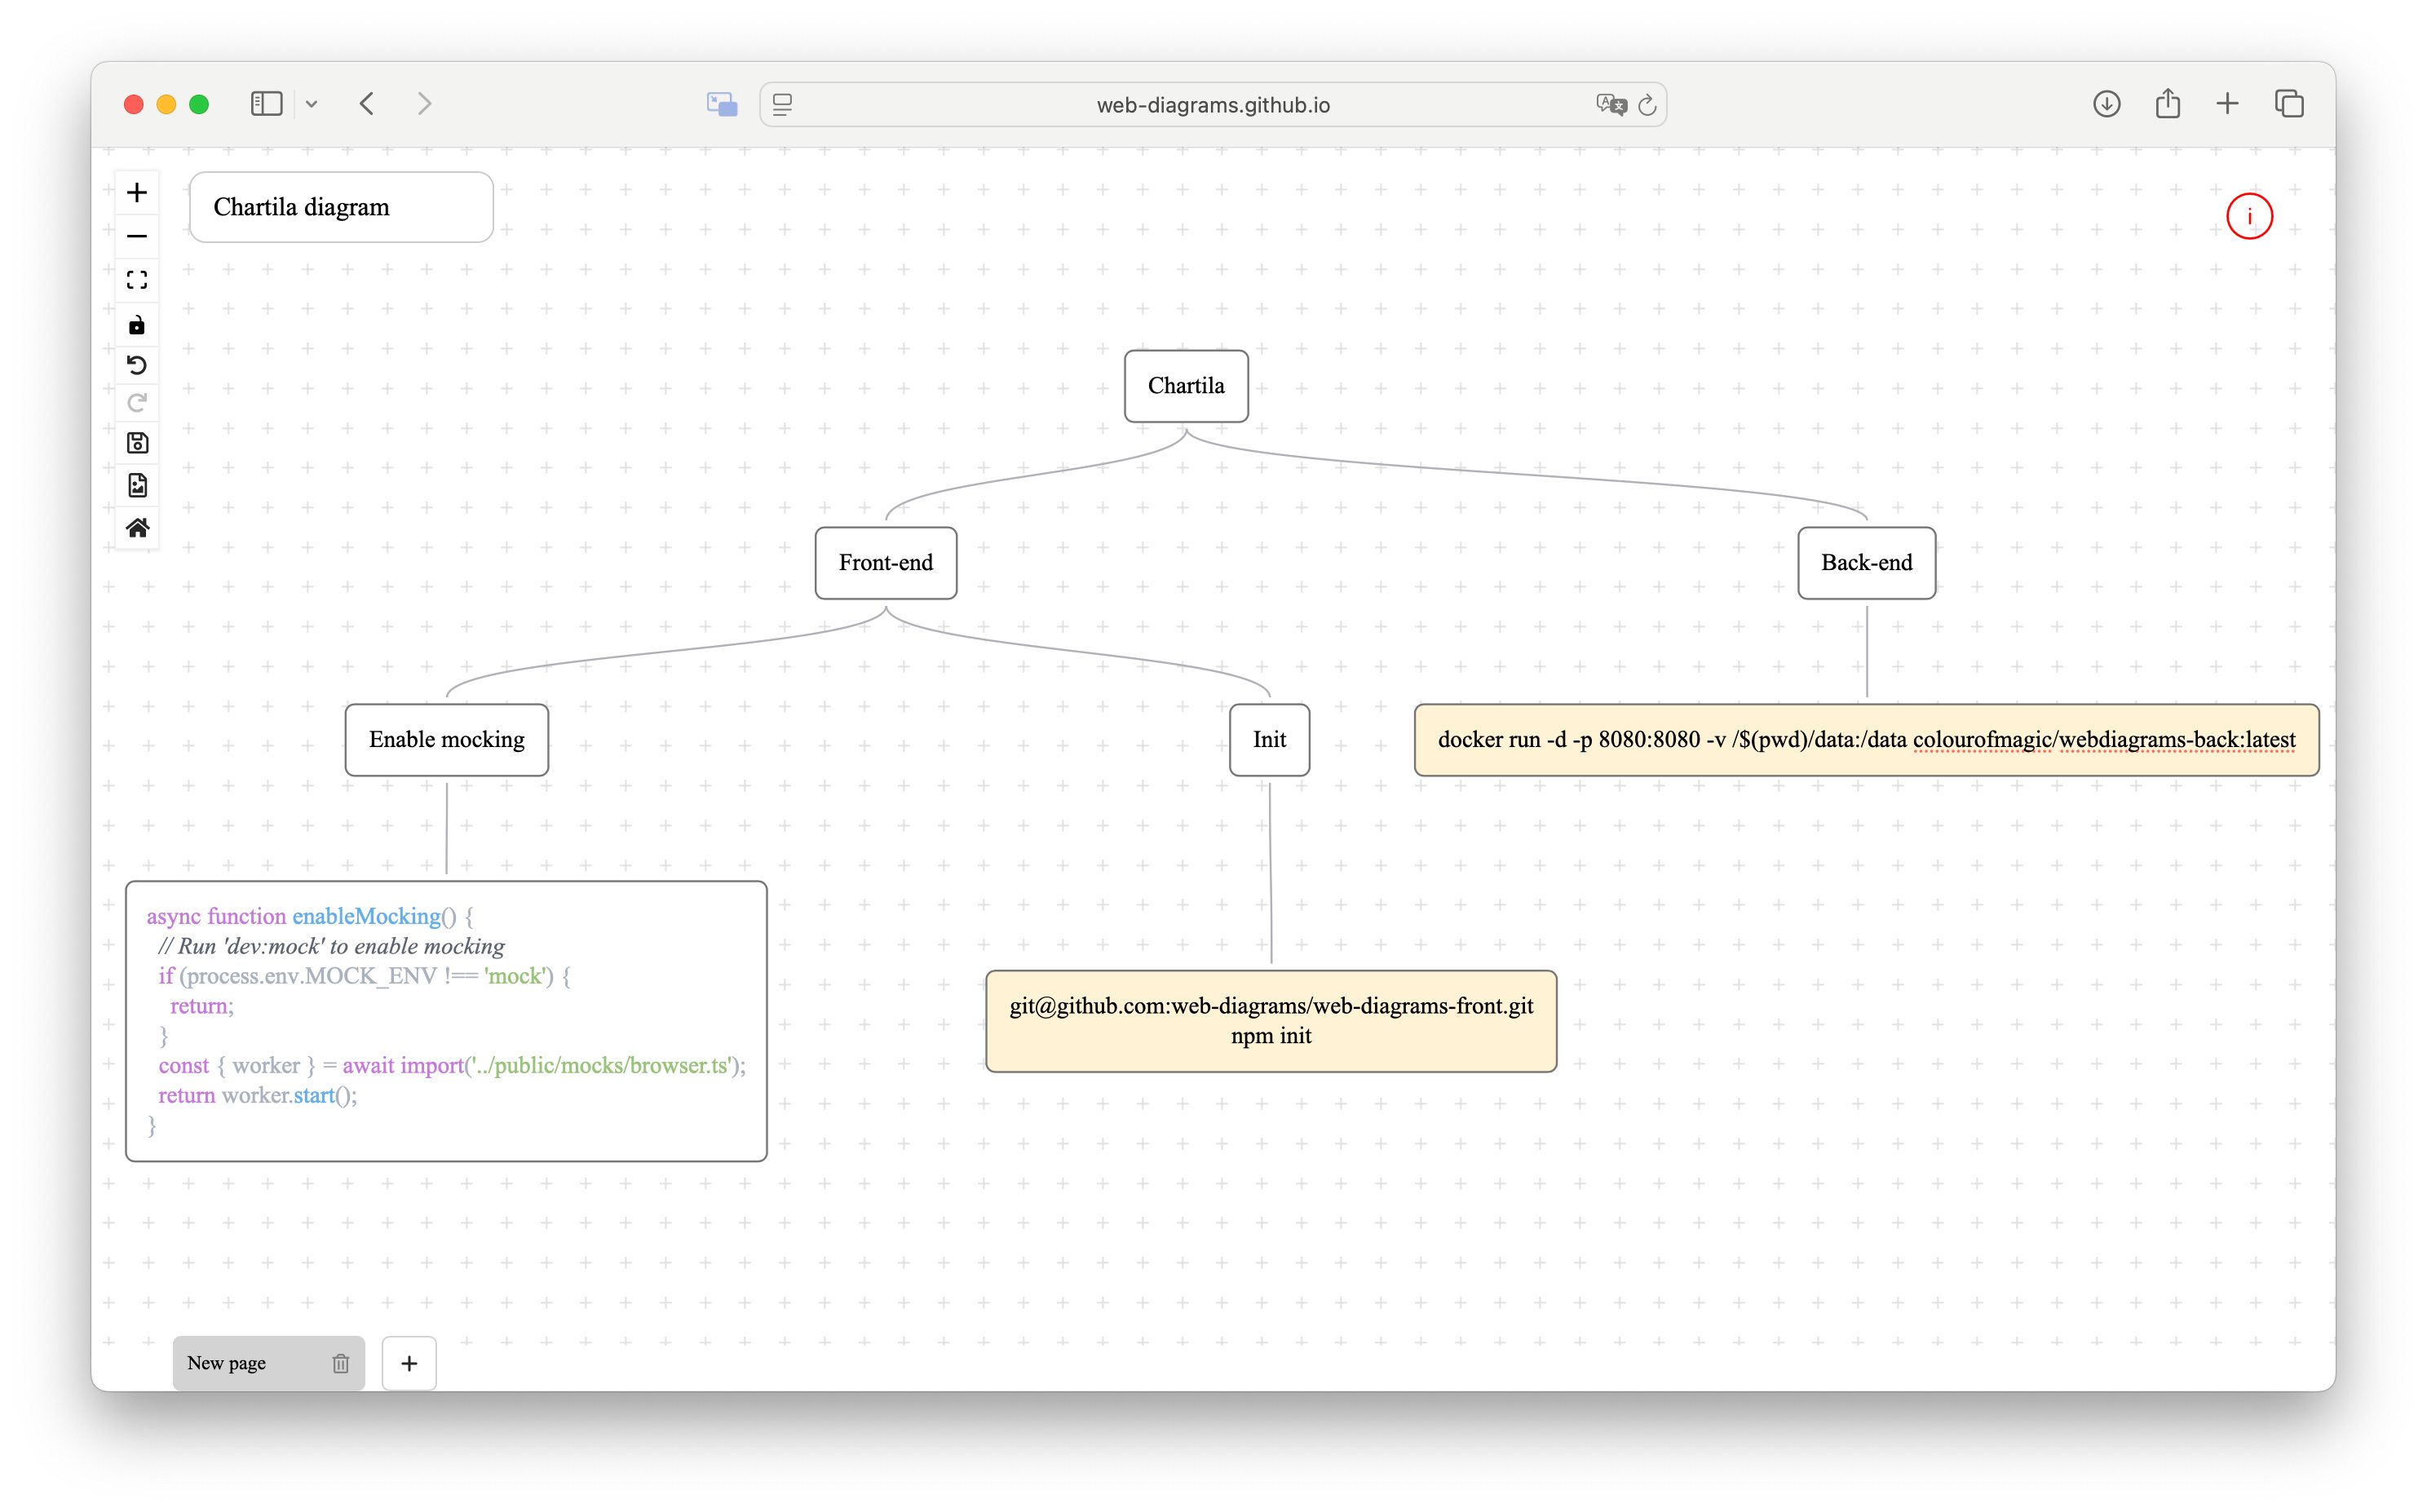 web-diagrams.github.io
Chartila diagram
i
Chartila
Front-end
Back-end
Enable mocking
Init
docker run -d -p 8080:8080 -v /$(pwd)/data:/data colourofmagic/webdiagrams-back:latest
async function enableMocking() {
// Run 'dev:mock' to enable mocking
if (process.env.MOCK_ENV !== 'mock') {
return;
}
const { worker } = await import('../public/mocks/browser.ts');
return worker.start();
}
git@github.com:web-diagrams/web-diagrams-front.git
npm init
New page
+